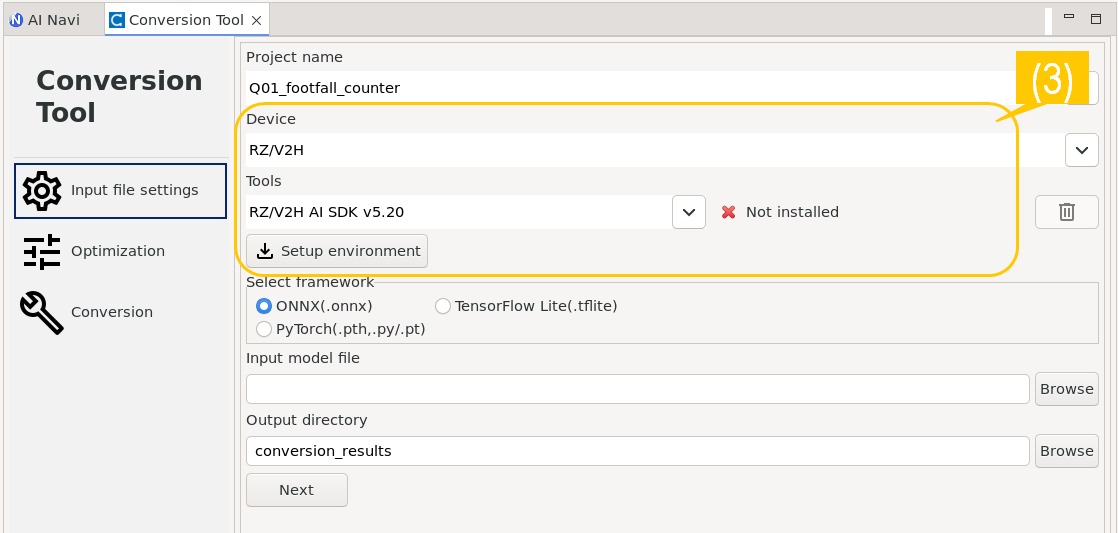 AI Navi
Conversion Tool
Conversion
Tool
Input file settings
Optimization
Conversion
Project name
Q01_footfall_counter
(3)
Device
RZ/V2H
Tools
RZ/V2H AI SDK v5.20
Not installed
Setup environment
Select framework
ONNX(.onnx)
TensorFlow Lite(.tflite)
PyTorch(.pth,.py/.pt)
Input model file
Browse
Output directory
conversion_results
Browse
Next